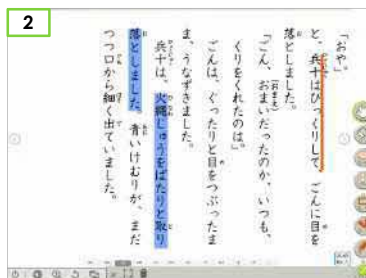 2
「おや。」
と、兵十はびっくりして、ごんに目を
落としました。
「ごん、おまいだったのか、いつも、
くりをくれたのは。」
ごんは、ぐったりと目をつぶったま
ま、うなずきました。
兵十は、火縄じゅうをばたりと取り
落としました。青いけむりが、まだ
つつ口から細く出ていました。